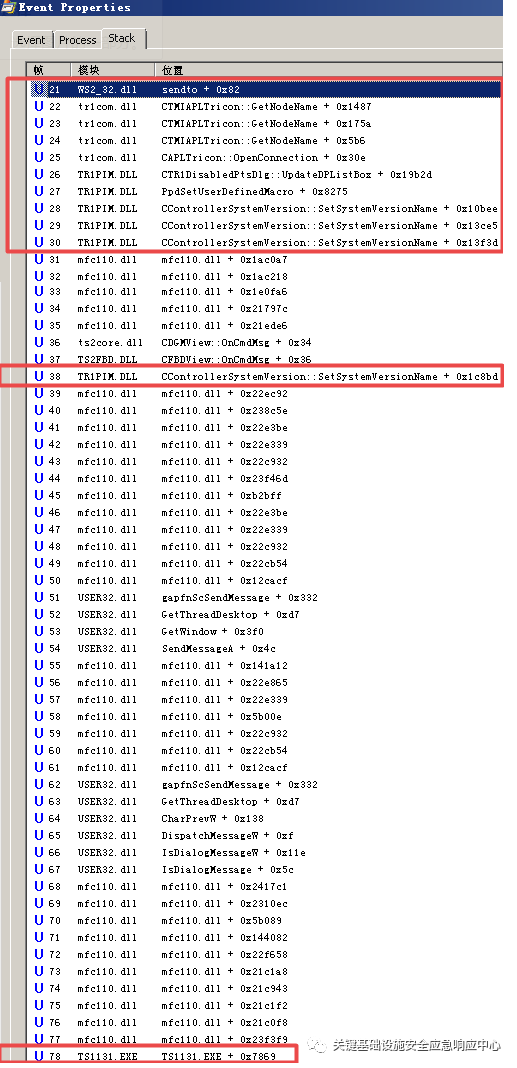 Event Properties
Event Process Stack
帧 模块 位置
U 21 WS2_32.dll sendto + 0x82
U 22 tr1com.dll CTMIAPLTricon::GetNodeName + 0x1487
U 23 tr1com.dll CTMIAPLTricon::GetNodeName + 0x175a
U 24 tr1com.dll CTMIAPLTricon::GetNodeName + 0x5b6
U 25 tr1com.dll CAPLTricon::OpenConnection + 0x30e
U 26 TR1PIM.DLL CTR1DisabledPtsDlg::UpdateDPListBox + 0x19b2d
U 27 TR1PIM.DLL PpdSetUserDefinedMacro + 0x8275
U 28 TR1PIM.DLL CControllerSystemVersion::SetSystemVersionName + 0x10bee
U 29 TR1PIM.DLL CControllerSystemVersion::SetSystemVersionName + 0x13ce5
U 30 TR1PIM.DLL CControllerSystemVersion::SetSystemVersionName + 0x13f3d
U 31 mfc110.dll mfc110.dll + 0x1ac0a7
U 32 mfc110.dll mfc110.dll + 0x1ac218
U 33 mfc110.dll mfc110.dll + 0x1e0fa6
U 34 mfc110.dll mfc110.dll + 0x21797c
U 35 mfc110.dll mfc110.dll + 0x21ede6
U 36 ts2core.dll CDGMView::OnCmdMsg + 0x34
U 37 TS2FBD.DLL CFBDView::OnCmdMsg + 0x36
U 38 TR1PIM.DLL CControllerSystemVersion::SetSystemVersionName + 0x1c8bd
U 39 mfc110.dll mfc110.dll + 0x22ec92
U 40 mfc110.dll mfc110.dll + 0x238c5e
U 41 mfc110.dll mfc110.dll + 0x22e3be
U 42 mfc110.dll mfc110.dll + 0x22e339
U 43 mfc110.dll mfc110.dll + 0x22c932
U 44 mfc110.dll mfc110.dll + 0x23f46d
U 45 mfc110.dll mfc110.dll + 0xb2bff
U 46 mfc110.dll mfc110.dll + 0x22e3be
U 47 mfc110.dll mfc110.dll + 0x22e339
U 48 mfc110.dll mfc110.dll + 0x22c932
U 49 mfc110.dll mfc110.dll + 0x22cb54
U 50 mfc110.dll mfc110.dll + 0x12cacf
U 51 USER32.dll gapfnScSendMessage + 0x332
U 52 USER32.dll GetThreadDesktop + 0xd7
U 53 USER32.dll GetWindow + 0x3f0
U 54 USER32.dll SendMessageA + 0x4c
U 55 mfc110.dll mfc110.dll + 0x141a12
U 56 mfc110.dll mfc110.dll + 0x22e865
U 57 mfc110.dll mfc110.dll + 0x22e339
U 58 mfc110.dll mfc110.dll + 0x5b00e
U 59 mfc110.dll mfc110.dll + 0x22c932
U 60 mfc110.dll mfc110.dll + 0x22cb54
U 61 mfc110.dll mfc110.dll + 0x12cacf
U 62 USER32.dll gapfnScSendMessage + 0x332
U 63 USER32.dll GetThreadDesktop + 0xd7
U 64 USER32.dll CharPrevW + 0x138
U 65 USER32.dll DispatchMessageW + 0xf
U 66 USER32.dll IsDialogMessageW + 0x11e
U 67 USER32.dll IsDialogMessage + 0x5c
U 68 mfc110.dll mfc110.dll + 0x2417c1
U 69 mfc110.dll mfc110.dll + 0x2310ec
U 70 mfc110.dll mfc110.dll + 0x5b089
U 71 mfc110.dll mfc110.dll + 0x144082
U 72 mfc110.dll mfc110.dll + 0x22f658
U 73 mfc110.dll mfc110.dll + 0x21c1a8
U 74 mfc110.dll mfc110.dll + 0x21c943
U 75 mfc110.dll mfc110.dll + 0x21c1f2
U 76 mfc110.dll mfc110.dll + 0x21c0f8
U 77 mfc110.dll mfc110.dll + 0x23f3f9
U 78 TS1131.EXE TS1131.EXE + 0x7869
关键基础设施安全应急响应中心